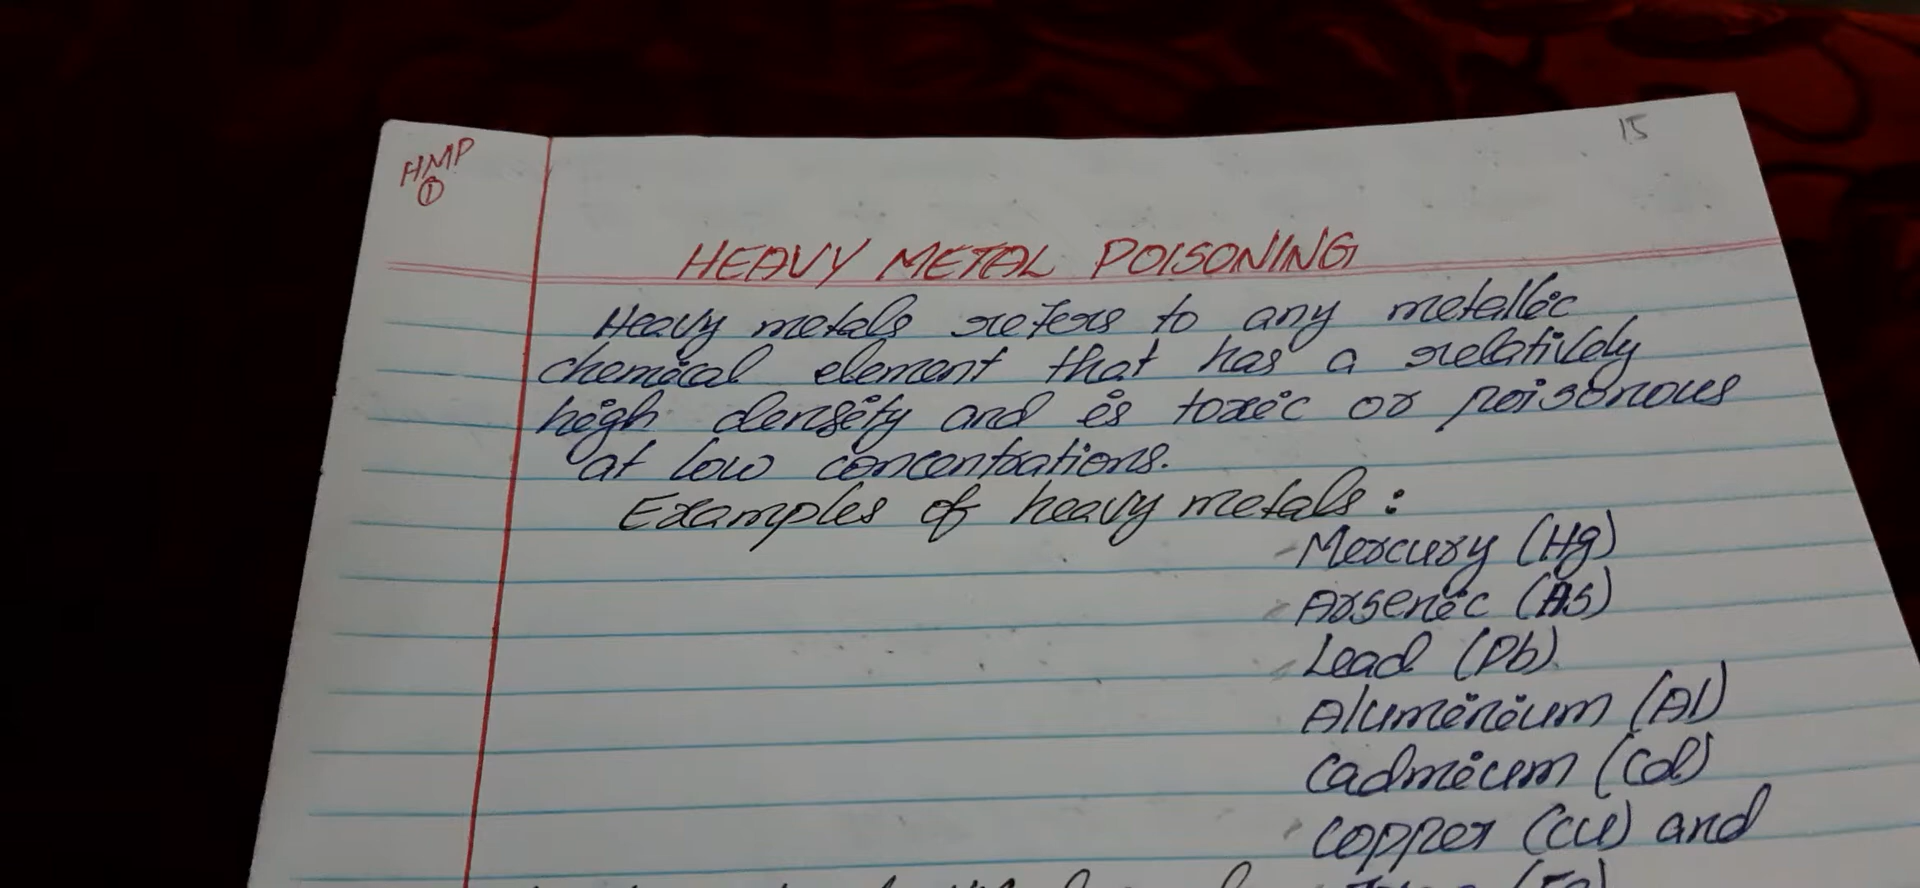 HMP
①
15
HEAVY METAL POISONING
Heavy metals refers to any metallic
chemical element that has a relatively
high density and is toxic or poisonous
at low concentrations.
Examples of heavy metals:
-Mercury (Hg)
-Arsenic (As)
-Lead (Pb)
Aluminium (Al)
Cadmium (Cd)
-Copper (Cu) and